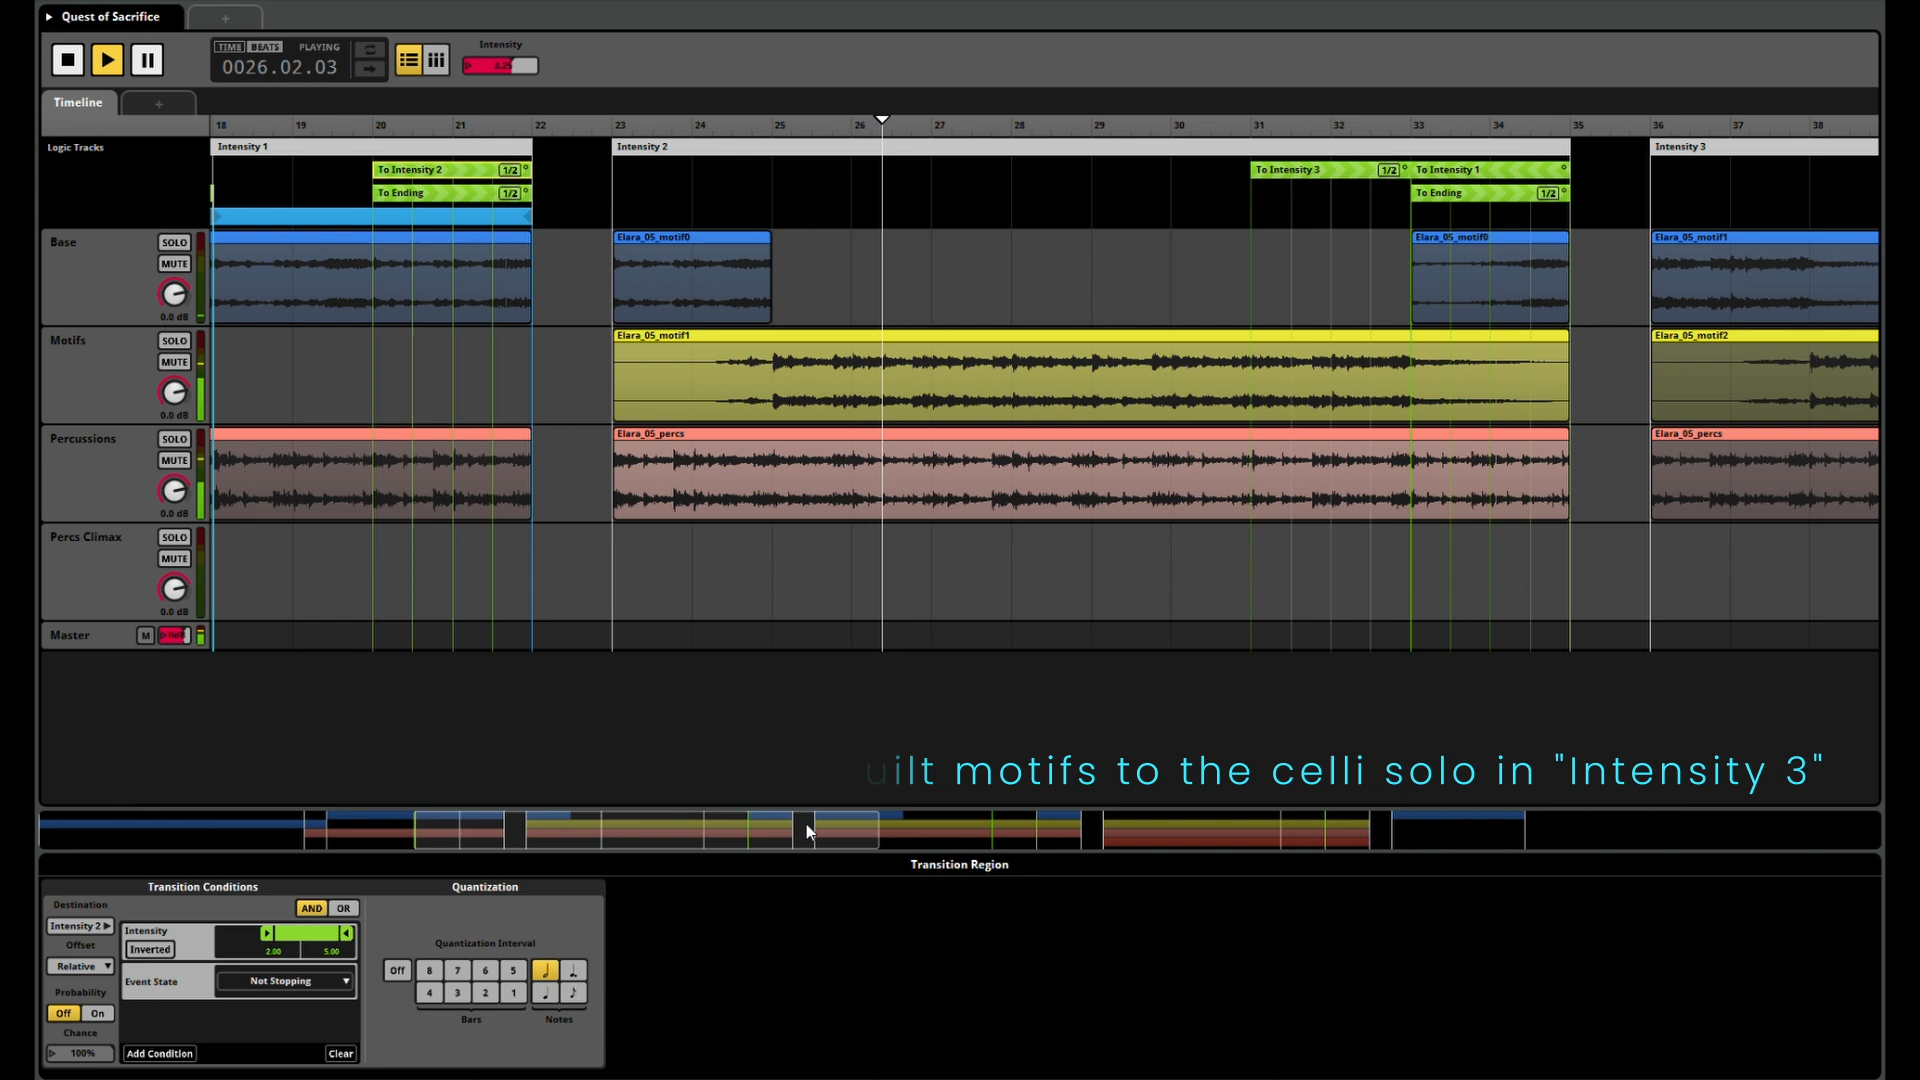 Quest of Sacrifice +
TIME BEATS PLAYING
0026.02.03
Intensity
3.25
Timeline +
18 19 20 21 22 23 24 25 26 27 28 29 30 31 32 33 34 35 36 37 38
Logic Tracks Intensity 1 Intensity 2 Intensity 3
To Intensity 2 1/2 To Intensity 3 1/2 To Intensity 1
To Ending 1/2 To Ending 1/2
Base SOLO Elara_05_motif0 Elara_05_motif0 Elara_05_motif1
MUTE
0.0 dB
Motifs SOLO Elara_05_motif1 Elara_05_motif2
MUTE
0.0 dB
Percussions SOLO Elara_05_percs Elara_05_percs
MUTE
0.0 dB
Percs Climax SOLO
MUTE
0.0 dB
Master M 0dB
uilt motifs to the celli solo in "Intensity 3"
Transition Region
Transition Conditions Quantization
Destination AND OR
Intensity 2 Intensity
Offset Inverted 2.00 5.00
Quantization Interval
Relative Off 8 7 6 5
Event State Not Stopping
Probability 4 3 2 1
Off On Bars Notes
Chance
100% Add Condition Clear